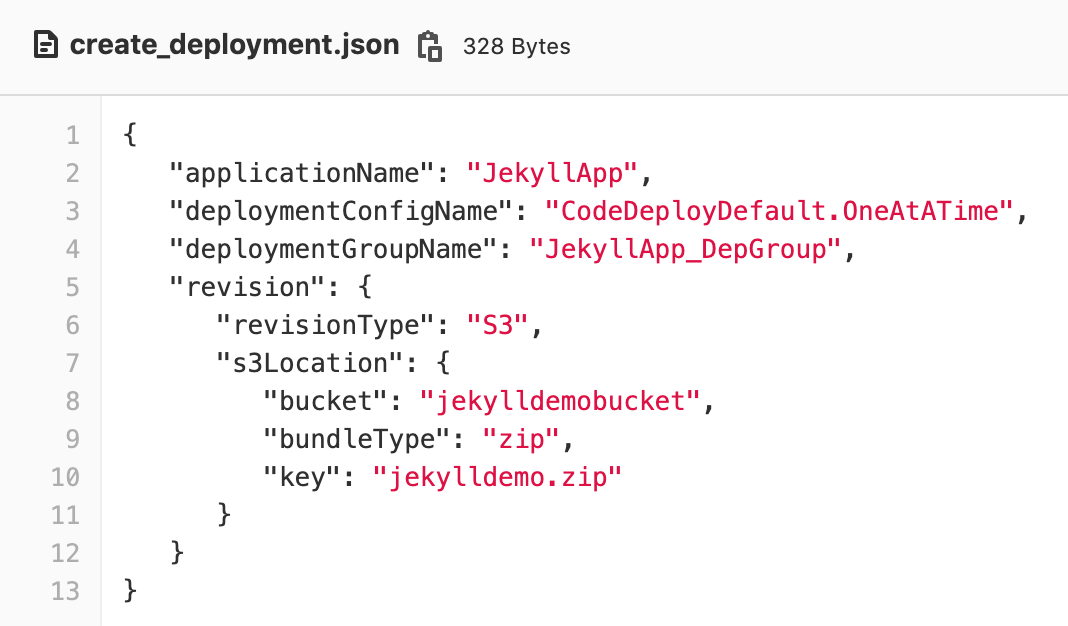 create_deployment.json 328 Bytes
1 {
2 "applicationName": "JekyllApp",
3 "deploymentConfigName": "CodeDeployDefault.OneAtATime",
4 "deploymentGroupName": "JekyllApp_DepGroup",
5 "revision": {
6 "revisionType": "S3",
7 "s3Location": {
8 "bucket": "jekylldemobucket",
9 "bundleType": "zip",
10 "key": "jekylldemo.zip"
11 }
12 }
13 }